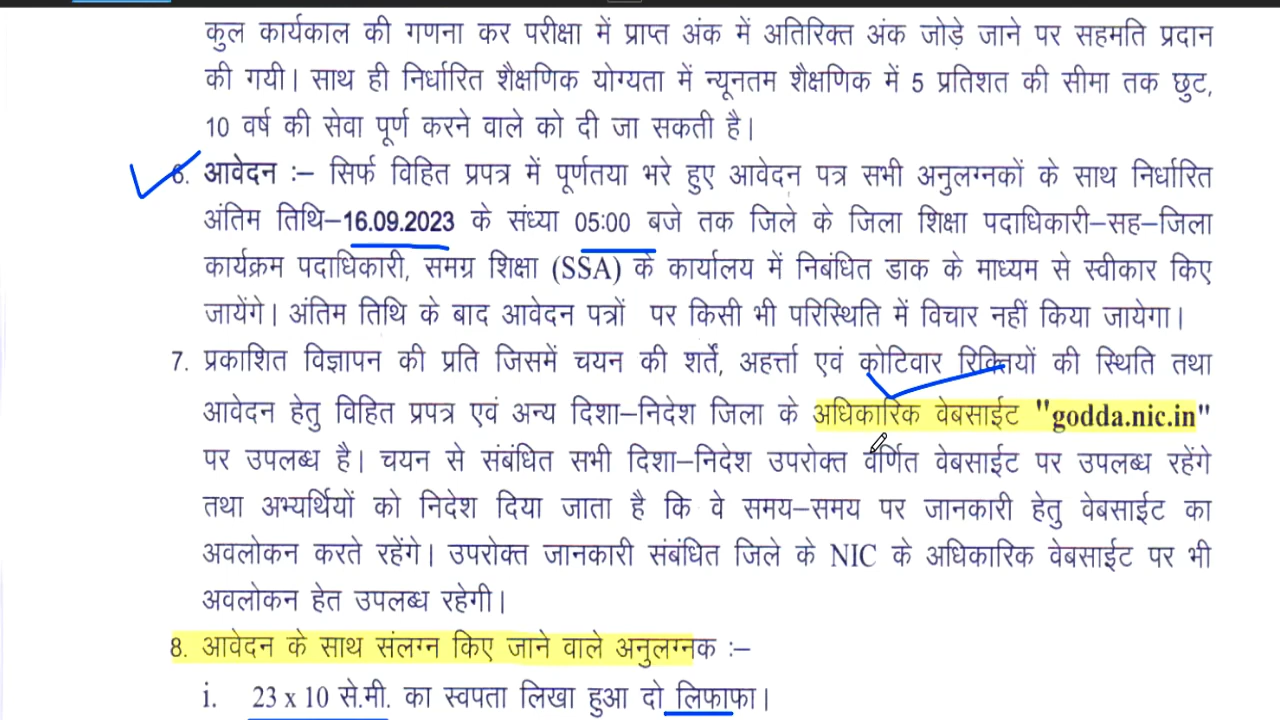 कुल कार्यकाल की गणना कर परीक्षा में प्राप्त अंक में अतिरिक्त अंक जोड़े जाने पर सहमति प्रदान
की गयी। साथ ही निर्धारित शैक्षणिक योग्यता में न्यूनतम शैक्षणिक में 5 प्रतिशत की सीमा तक छुट,
10 वर्ष की सेवा पूर्ण करने वाले को दी जा सकती है।
6. आवेदन :– सिर्फ विहित प्रपत्र में पूर्णतया भरे हुए आवेदन पत्र सभी अनुलग्नकों के साथ निर्धारित
अंतिम तिथि–16.09.2023 के संध्या 05:00 बजे तक जिले के जिला शिक्षा पदाधिकारी–सह–जिला
कार्यक्रम पदाधिकारी, समग्र शिक्षा (SSA) के कार्यालय में निबंधित डाक के माध्यम से स्वीकार किए
जायेंगे। अंतिम तिथि के बाद आवेदन पत्रों पर किसी भी परिस्थिति में विचार नहीं किया जायेगा।
7. प्रकाशित विज्ञापन की प्रति जिसमें चयन की शर्तें, अहर्त्ता एवं कोटिवार रिक्तियों की स्थिति तथा
आवेदन हेतु विहित प्रपत्र एवं अन्य दिशा–निदेश जिला के अधिकारिक वेबसाईट "godda.nic.in"
पर उपलब्ध है। चयन से संबंधित सभी दिशा–निदेश उपरोक्त वर्णित वेबसाईट पर उपलब्ध रहेंगे
तथा अभ्यर्थियों को निदेश दिया जाता है कि वे समय–समय पर जानकारी हेतु वेबसाईट का
अवलोकन करते रहेंगे। उपरोक्त जानकारी संबंधित जिले के NIC के अधिकारिक वेबसाईट पर भी
अवलोकन हेत उपलब्ध रहेगी।
8. आवेदन के साथ संलग्न किए जाने वाले अनुलग्नक :–
i. 23 x 10 से.मी. का स्वपता लिखा हुआ दो लिफाफा।